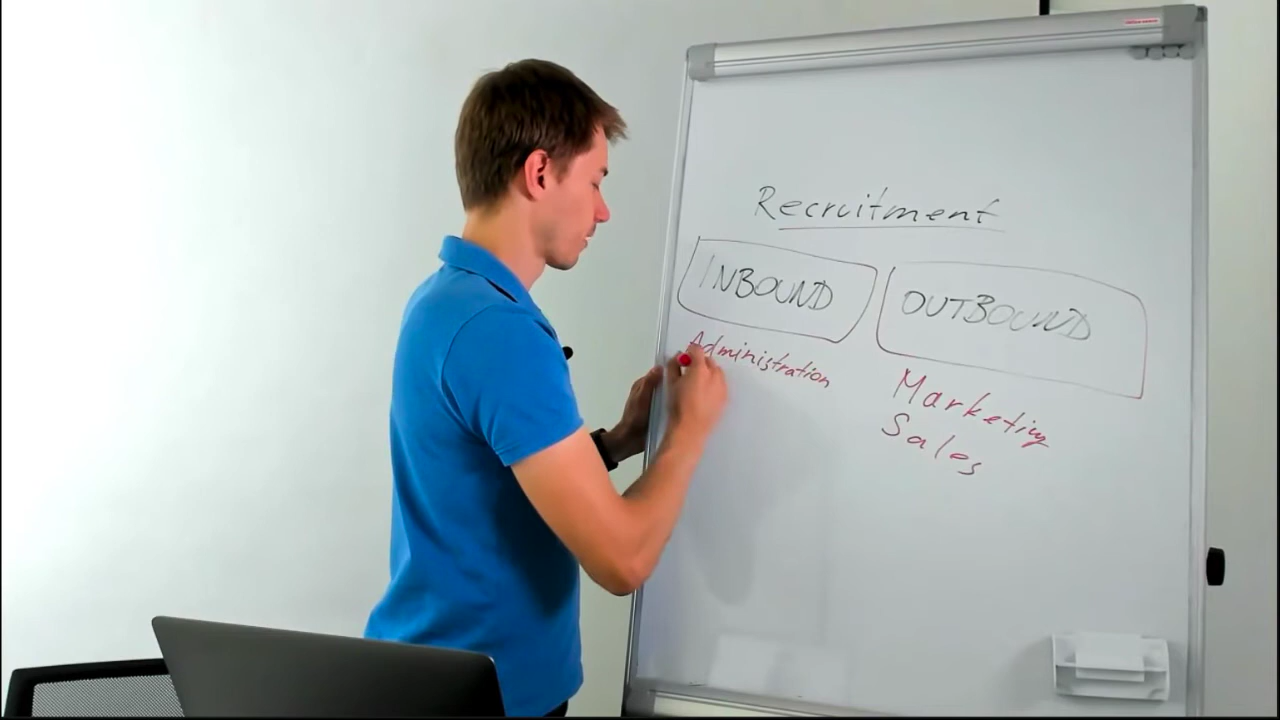 Recruitment
INBOUND
OUTBOUND
Administration
Marketing
Sales